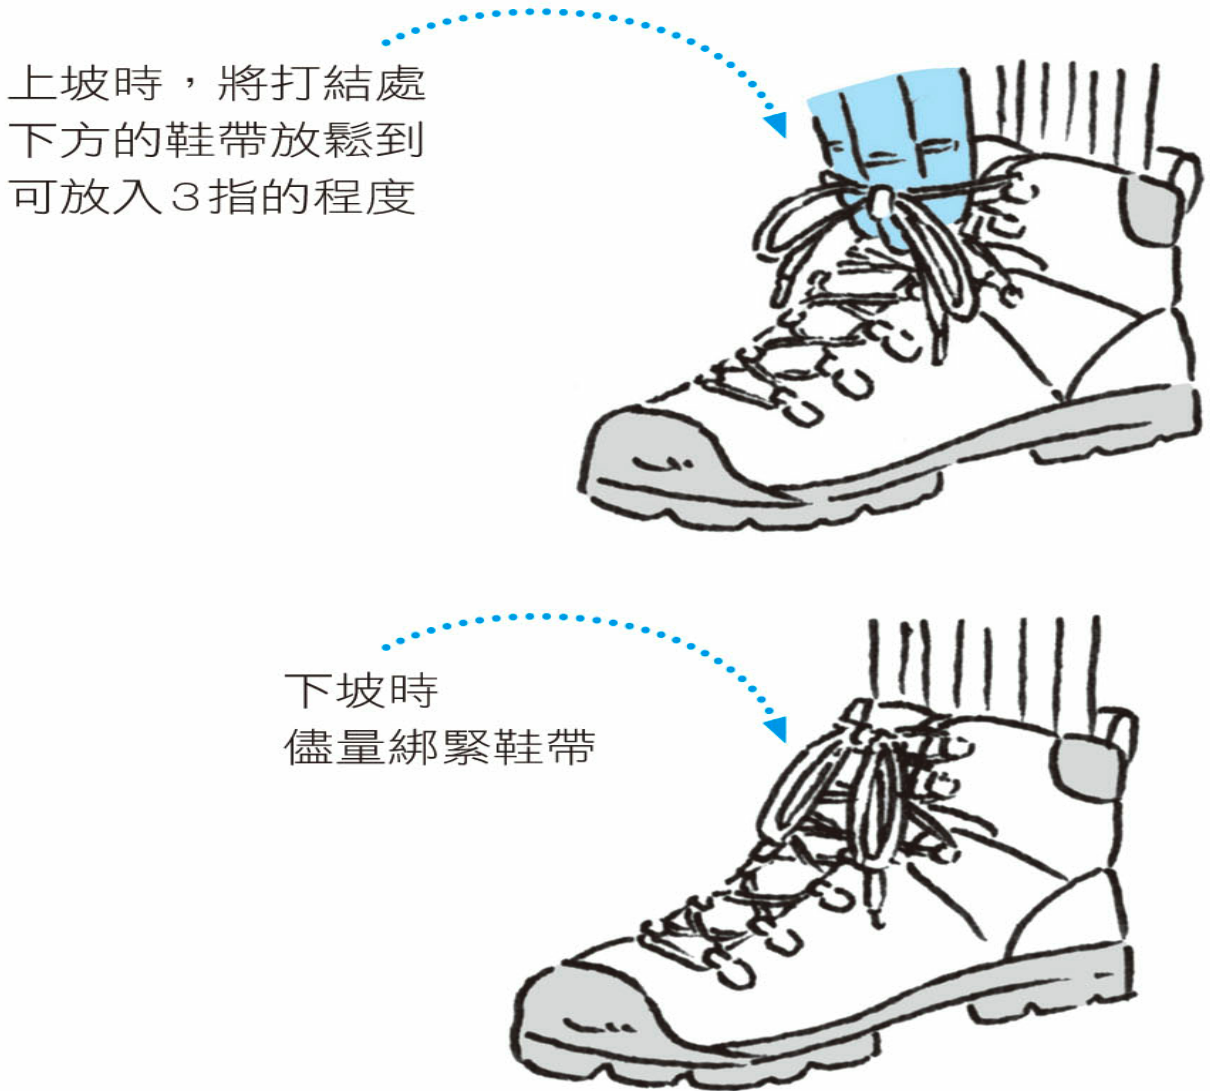 上坡時，將打結處
下方的鞋帶放鬆到
可放入3指的程度
下坡時
儘量綁緊鞋帶